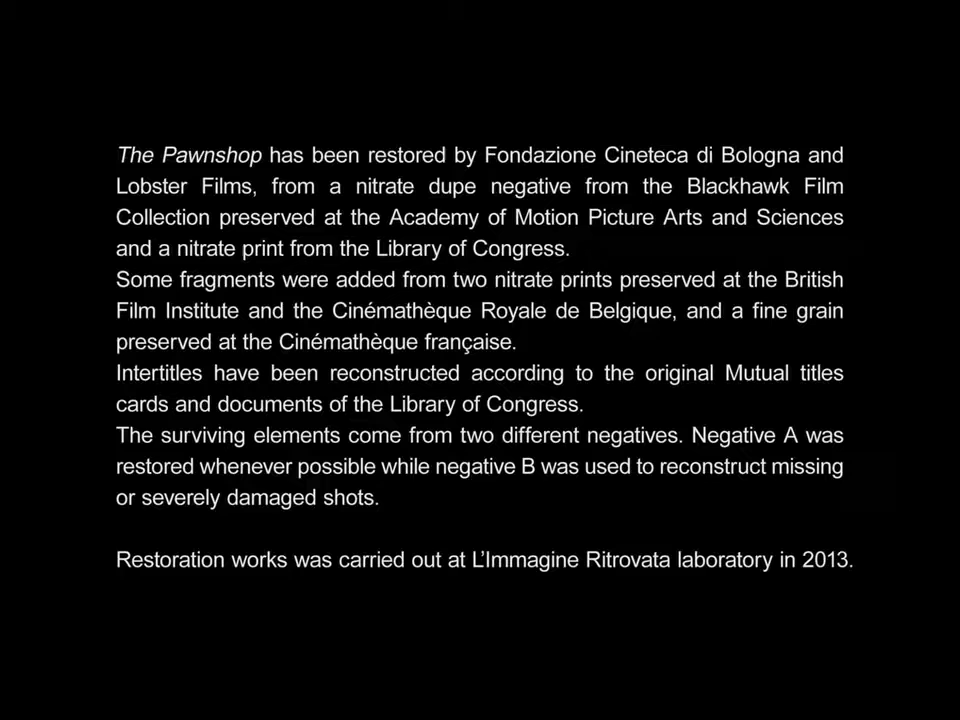 The Pawnshop has been restored by Fondazione Cineteca di Bologna and
Lobster Films, from a nitrate dupe negative from the Blackhawk Film
Collection preserved at the Academy of Motion Picture Arts and Sciences
and a nitrate print from the Library of Congress.
Some fragments were added from two nitrate prints preserved at the British
Film Institute and the Cinémathèque Royale de Belgique, and a fine grain
preserved at the Cinémathèque française.
Intertitles have been reconstructed according to the original Mutual titles
cards and documents of the Library of Congress.
The surviving elements come from two different negatives. Negative A was
restored whenever possible while negative B was used to reconstruct missing
or severely damaged shots.
Restoration works was carried out at L’Immagine Ritrovata laboratory in 2013.